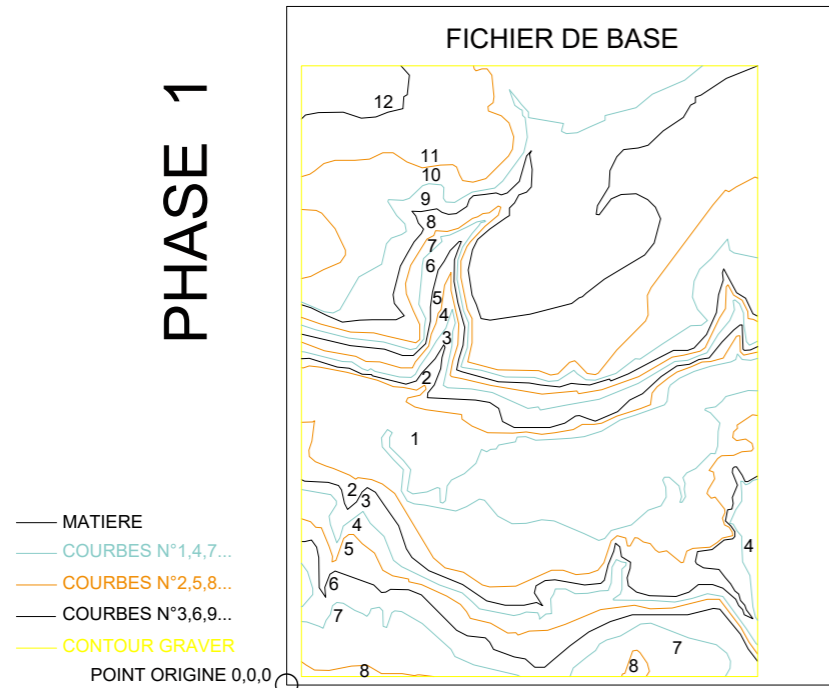 FICHIER DE BASE
PHASE 1
12
11
10
9
8
7
6
5
4
3
2
1
2
3
4
5
6
7
8
4
7
8
MATIERE
COURBES N°1,4,7...
COURBES N°2,5,8...
COURBES N°3,6,9...
CONTOUR GRAVER
POINT ORIGINE 0,0,0